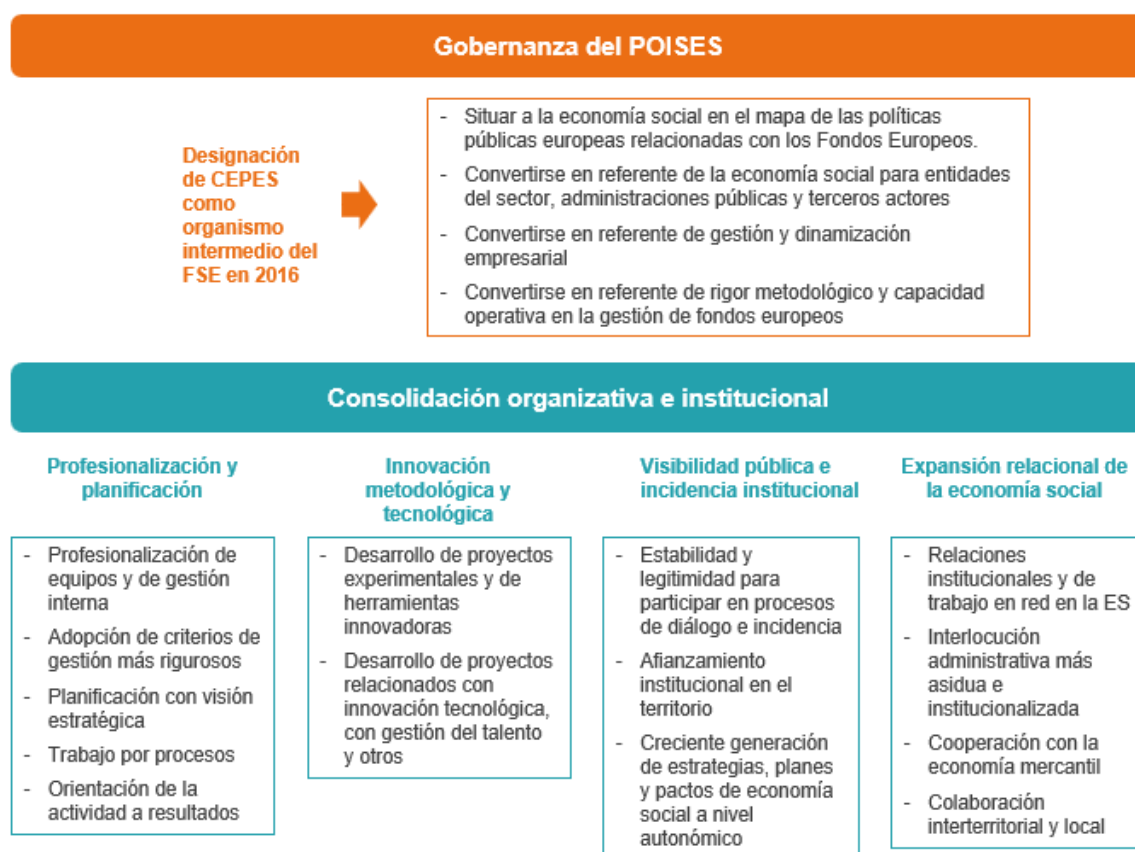 Gobernanza del POISES
Designación
de CEPES
como
organismo
intermedio del
FSE en 2016
- Situar a la economía social en el mapa de las políticas
públicas europeas relacionadas con los Fondos Europeos.
- Convertirse en referente de la economía social para entidades
del sector, administraciones públicas y terceros actores
- Convertirse en referente de gestión y dinamización
empresarial
- Convertirse en referente de rigor metodológico y capacidad
operativa en la gestión de fondos europeos
Consolidación organizativa e institucional
Profesionalización y
planificación
- Profesionalización de
equipos y de gestión
interna
- Adopción de criterios de
gestión más rigurosos
- Planificación con visión
estratégica
- Trabajo por procesos
- Orientación de la
actividad a resultados
Innovación
metodológica y
tecnológica
- Desarrollo de proyectos
experimentales y de
herramientas
innovadoras
- Desarrollo de proyectos
relacionados con
innovación tecnológica,
con gestión del talento
y otros
Visibilidad pública e
incidencia institucional
- Estabilidad y
legitimidad para
participar en procesos
de diálogo e incidencia
- Afianzamiento
institucional en el
territorio
- Creciente generación
de estrategias, planes
y pactos de economía
social a nivel
autonómico
Expansión relacional de
la economía social
- Relaciones
institucionales y de
trabajo en red en la ES
- Interlocución
administrativa más
asidua e
institucionalizada
- Cooperación con la
economía mercantil
- Colaboración
interterritorial y local